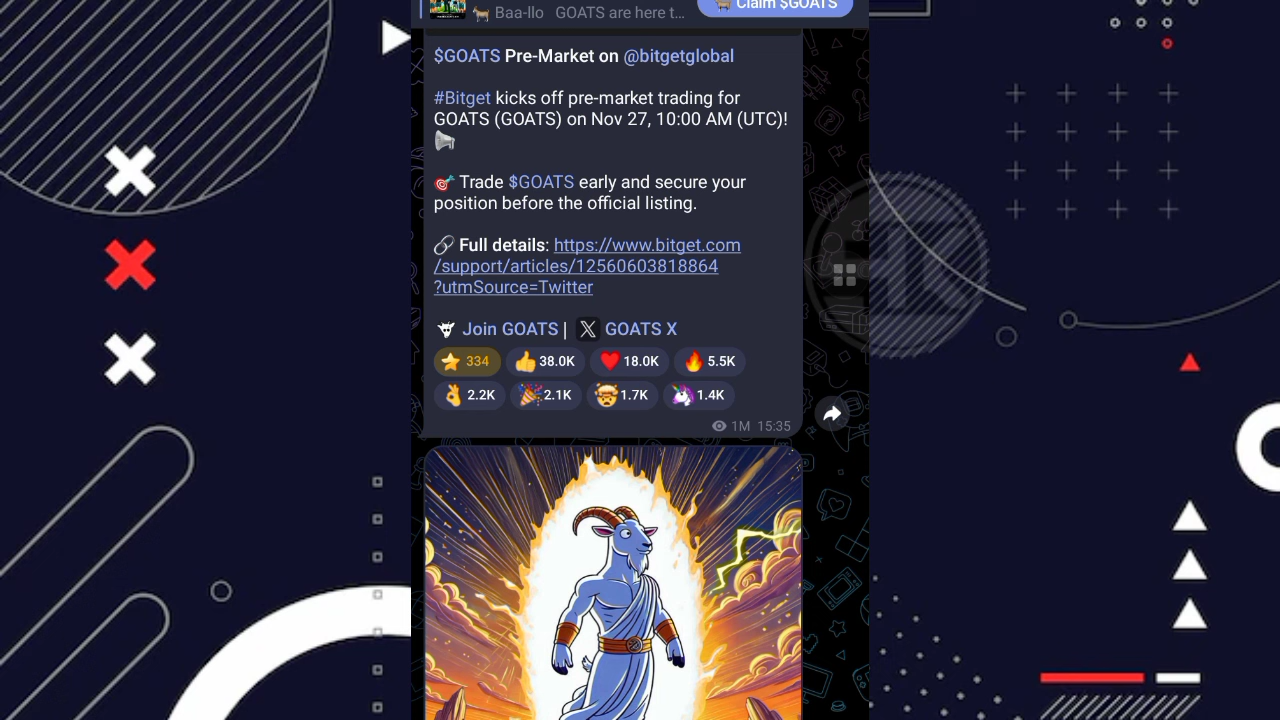 Baa-llo GOATS are here t...
Claim $GOATS
$GOATS Pre-Market on @bitgetglobal
#Bitget kicks off pre-market trading for
GOATS (GOATS) on Nov 27, 10:00 AM (UTC)!
🎯 Trade $GOATS early and secure your
position before the official listing.
🔗 Full details: https://www.bitget.com
/support/articles/12560603818864
?utmSource=Twitter
Join GOATS | X GOATS X
334 38.0K 18.0K 5.5K
2.2K 2.1K 1.7K 1.4K
1M 15:35